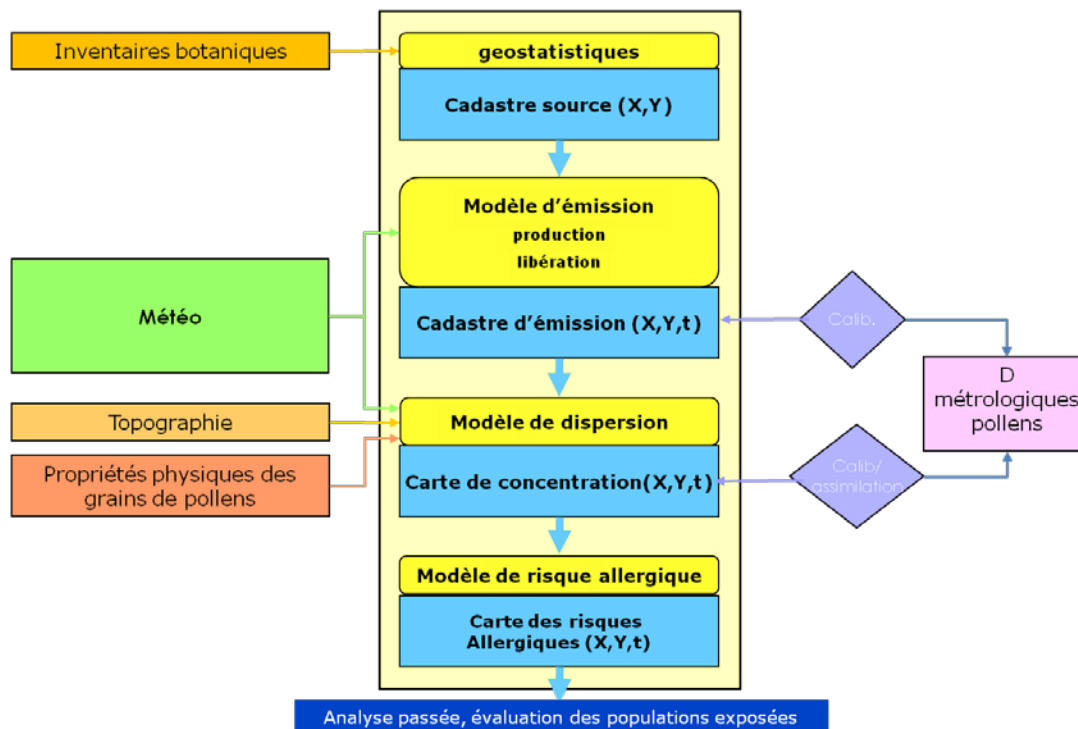 Inventaires botaniques
geostatistiques
Cadastre source (X,Y)
Modèle d'émission
production
libération
Météo
Cadastre d'émission (X,Y,t)
Calib.
D
métrologiques
pollens
Topographie
Modèle de dispersion
Propriétés physiques des
grains de pollens
Carte de concentration(X,Y,t)
Calib/
assimilation
Modèle de risque allergique
Carte des risques
Allergiques (X,Y,t)
Analyse passée, évaluation des populations exposées